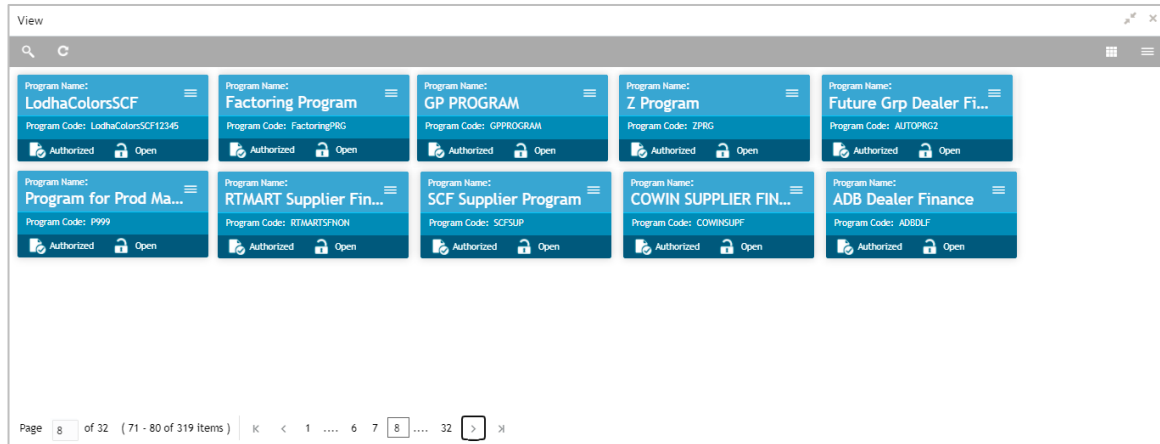 View
Program Name:
LodhaColorsSCF
Program Code: LodhaColorsSCF12345
Authorized Open
Program Name:
Factoring Program
Program Code: FactoringPRG
Authorized Open
Program Name:
GP PROGRAM
Program Code: GPPROGRAM
Authorized Open
Program Name:
Z Program
Program Code: ZPRG
Authorized Open
Program Name:
Future Grp Dealer Fi...
Program Code: AUTOPRG2
Authorized Open
Program Name:
Program for Prod Ma...
Program Code: P999
Authorized Open
Program Name:
RTMART Supplier Fin...
Program Code: RTMARTSFNON
Authorized Open
Program Name:
SCF Supplier Program
Program Code: SCFSUP
Authorized Open
Program Name:
COWIN SUPPLIER FIN...
Program Code: COWINSUPF
Authorized Open
Program Name:
ADB Dealer Finance
Program Code: ADBDLF
Authorized Open
Page 8 of 32 ( 71 - 80 of 319 items ) 1 .... 6 7 8 .... 32